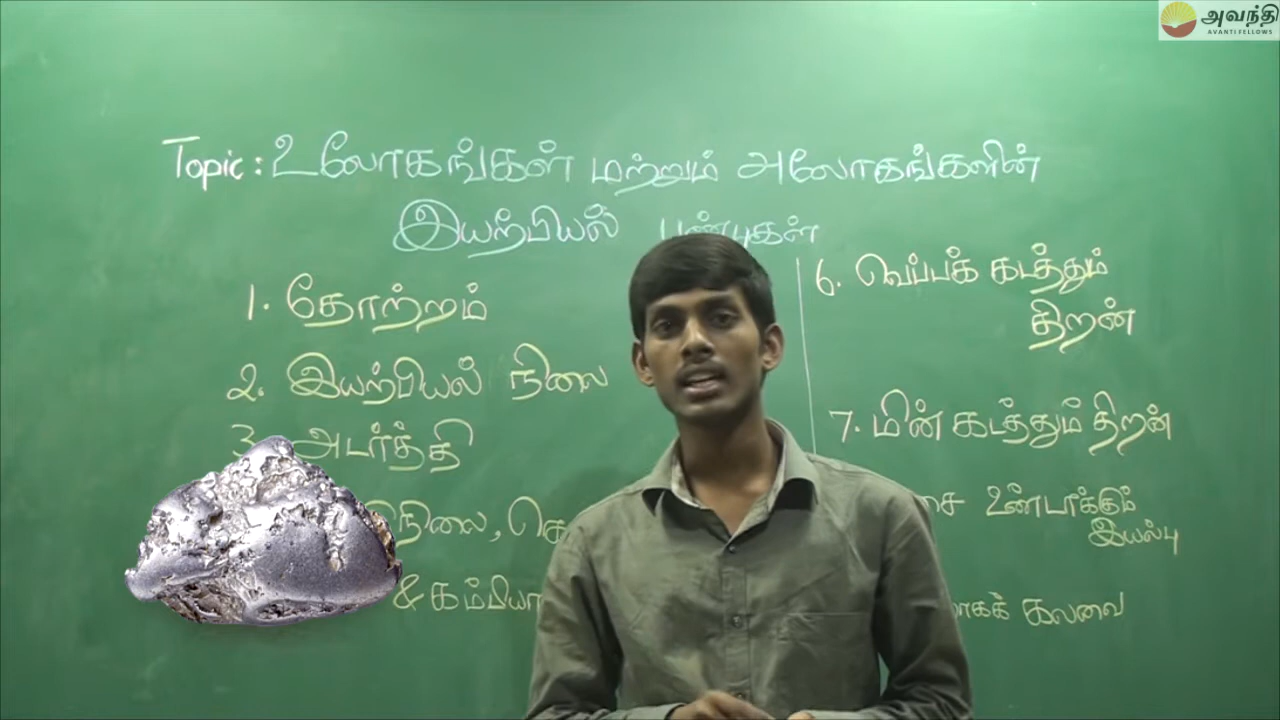 அவந்தி
AVANTI FELLOWS
Topic : உலோகங்கள் மற்றும் அலோகங்களின்
இயற்பியல் பண்புகள்
1. தோற்றம்
2. இயற்பியல் நிலை
3. அடர்த்தி
நிலை,
& கம்பியா
6. வெப்பக் கடத்தும்
திறன்
7. மின் கடத்தும் திறன்
சை உண்டாக்கும்
இயல்பு
லோகக் கலவை